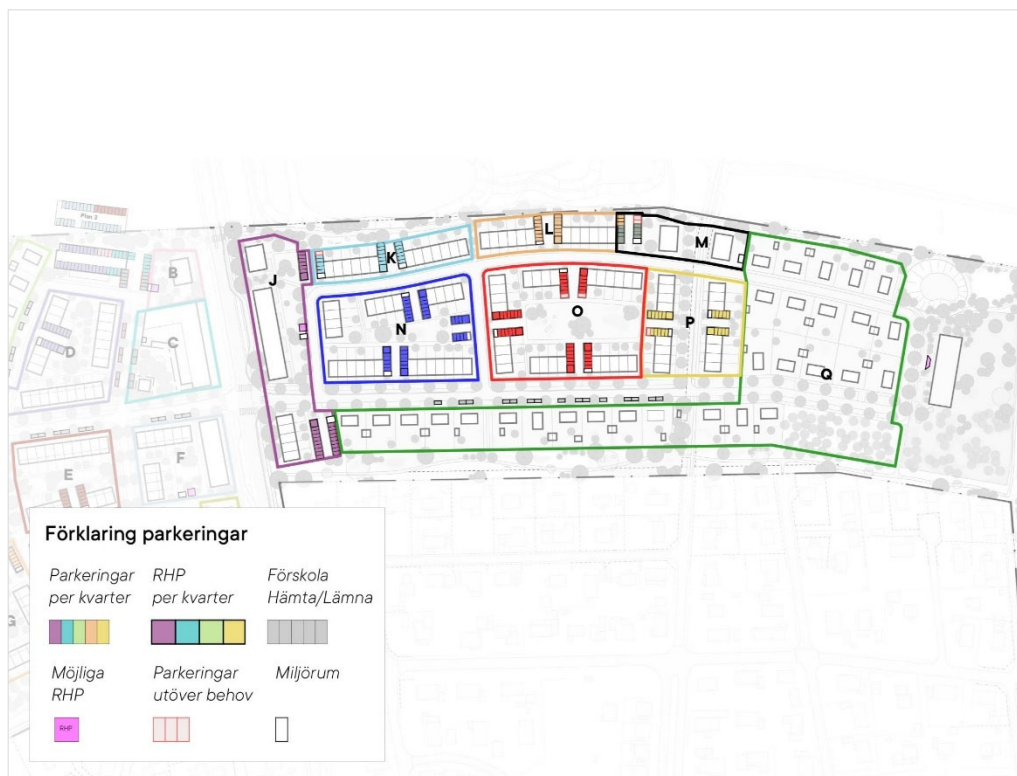 Plan 2
B
J
K
L
M
D
C
N
O
P
Q
E
F
G
Förklaring parkeringar
Parkeringar
per kvarter
RHP
per kvarter
Förskola
Hämta/Lämna
Möjliga
RHP
Parkeringar
utöver behov
Miljörum
RHP